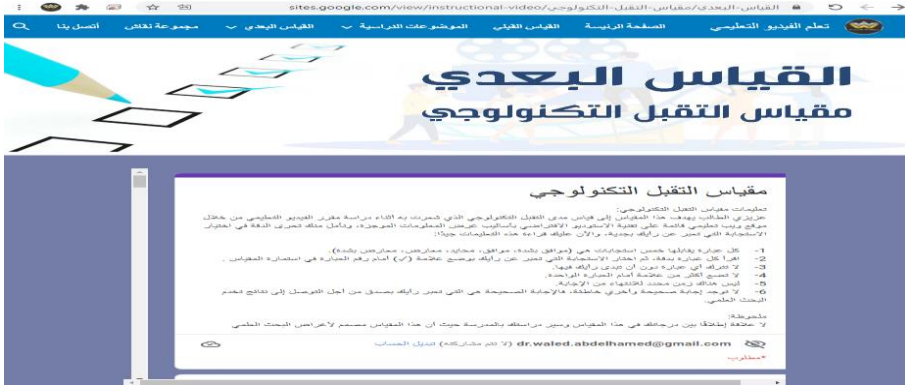 sites.google.com/view/instructional-video/القياس-البعدى/مقياس-التقبل-التكنولوجي
تعلم الفيديو التعليمي
الصفحة الرئيسة
القياس القبلي
الموضوعات الدراسية
القياس البعدي
مجموعة نقاش
أتصل بنا
القياس البعدي
مقياس التقبل التكنولوجي
مقياس التقبل التكنولوجي
تعليمات مقياس التقبل التكنولوجي:
عزيزي الطالب يهدف هذا المقياس إلى قياس مدى التقبل التكنولوجي الذي شعرت به أثناء دراسة مقرر الفيديو التعليمي من خلال
موقع ويب تعليمي قائمة على تقنية الاستوديو الافتراضي بأساليب عرض المعلومات الموجزة، ونأمل منك تحرى الدقة في اختيار
الاستجابة التي تعبر عن رأيك بجدية، والآن عليك قراءة هذه التعليمات جيدًا:
1- كل عبارة يقابلها خمس استجابات هي (موافق بشدة، موافق، محايد، معارض، معارض بشدة).
2- اقرأ كل عبارة بدقة، ثم اختار الاستجابة التي تعبر عن رأيك بوضع علامة (✓) أمام رقم العبارة في استمارة المقياس .
3- لا تترك أي عبارة دون أن تبدى رأيك فيها.
4- لا تضع أكثر من علامة أمام العبارة الواحدة.
5- ليس هناك زمن محدد للانتهاء من الإجابة.
6- لا توجد إجابة صحيحة وأخرى خاطئة، فالإجابة الصحيحة هي التي تعبر رأيك بصدق من أجل التوصل إلى نتائج تخدم
البحث العلمي.
ملحوظة:
لا علاقة إطلاقًا بين درجاتك في هذا المقياس وسير دراستك بالمدرسة حيث أن هذا المقياس مصمم لأغراض البحث العلمي
dr.waled.abdelhamed@gmail.com (لا تتم مشاركته) تبديل الحساب
*مطلوب